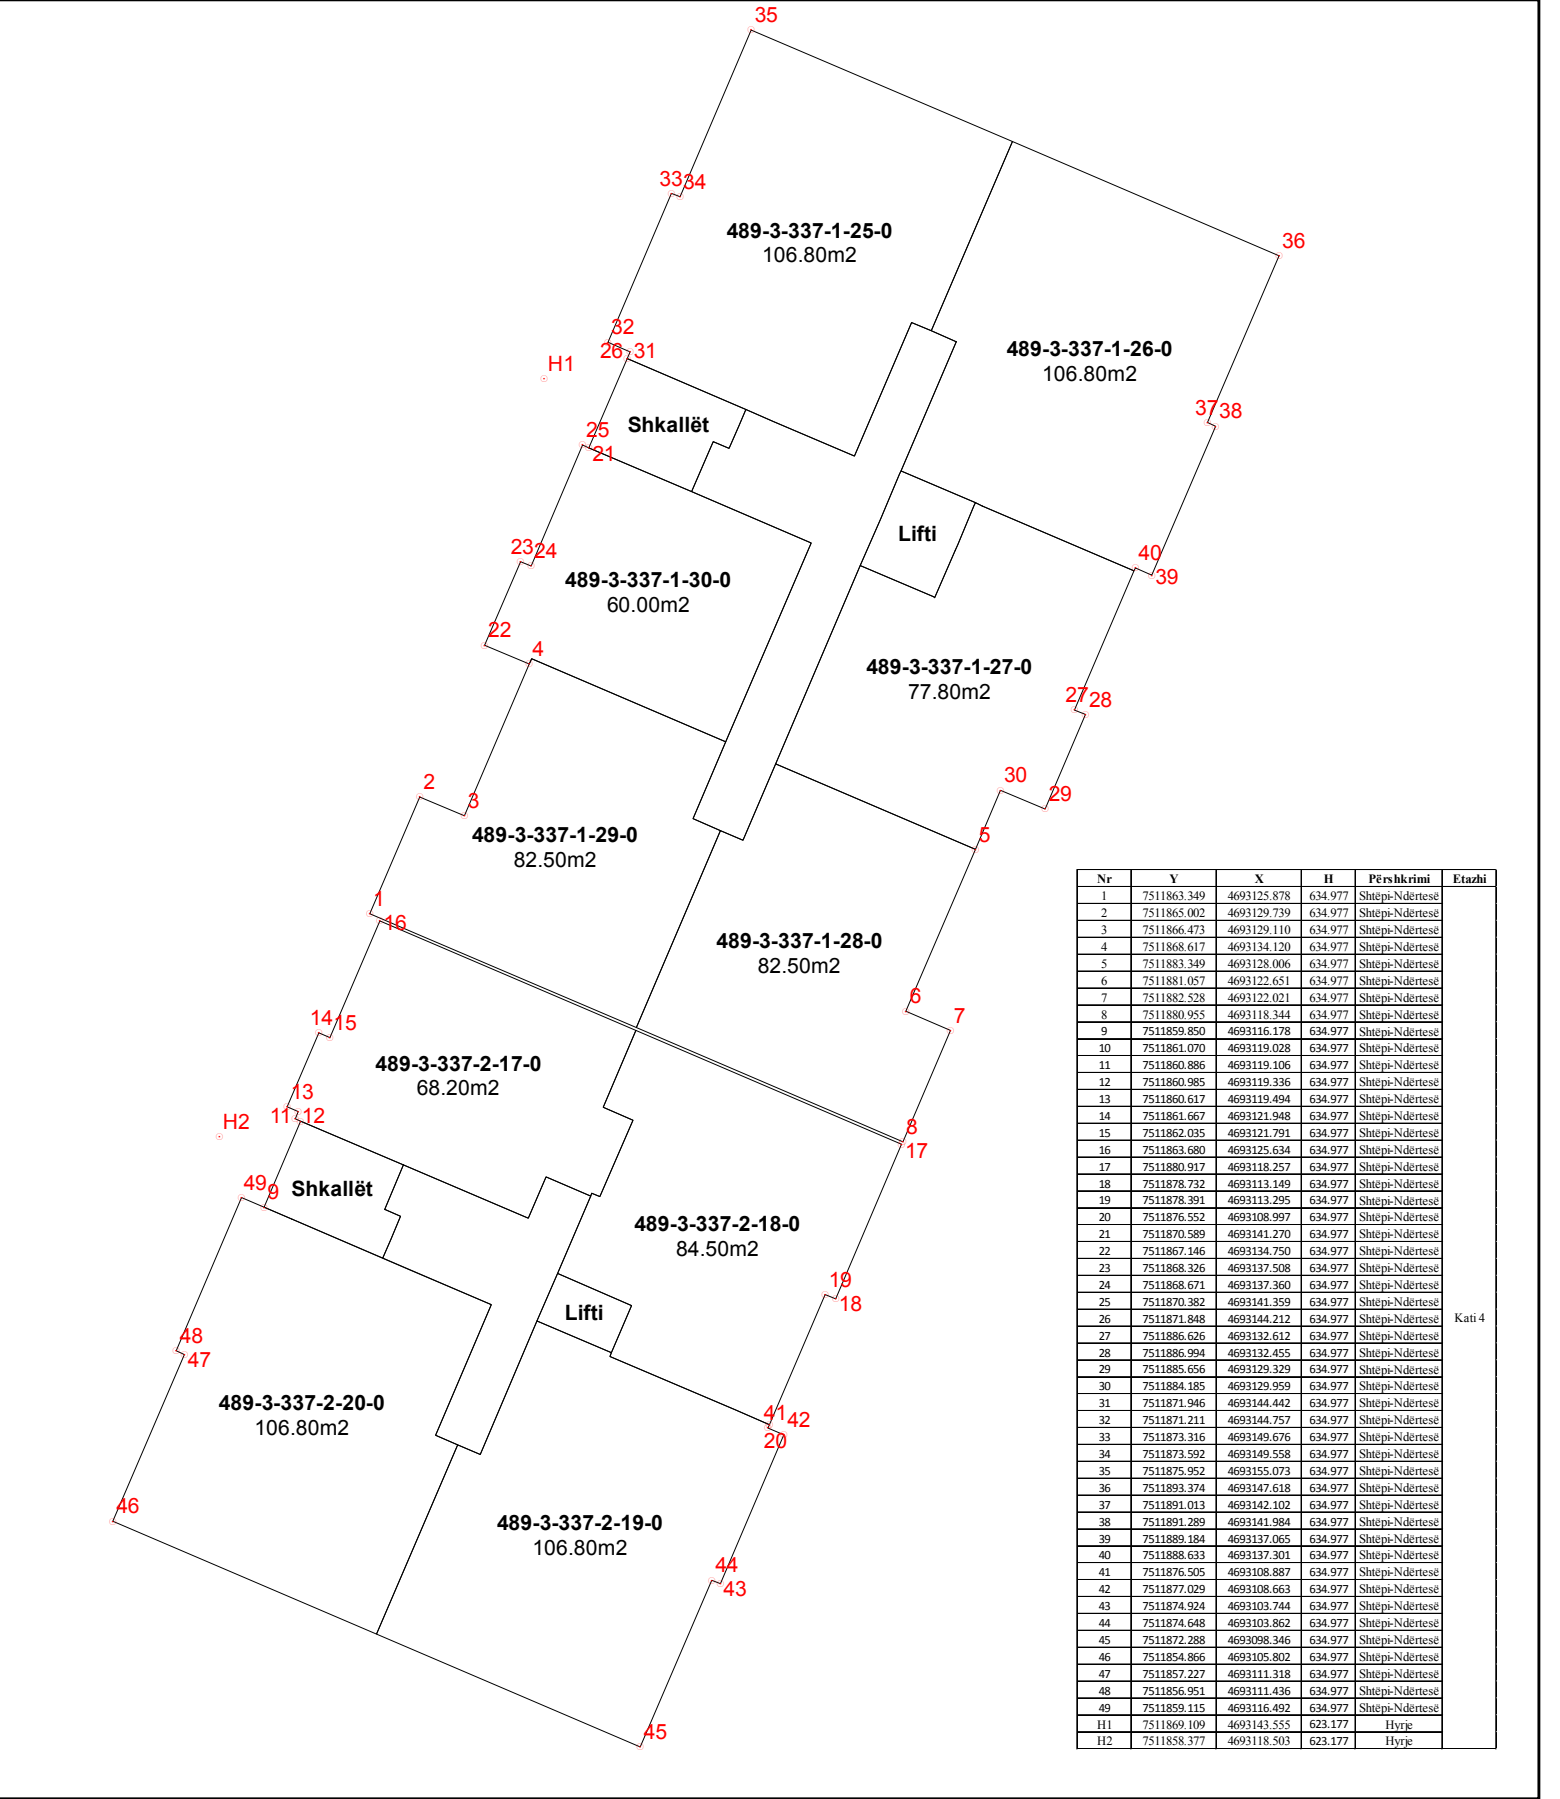 35
36
33 34
489-3-337-1-25-0
106.80m2
32
26 31
H1
489-3-337-1-26-0
106.80m2
37 38
Shkallët
25
21
Lifti
40
39
23 24
489-3-337-1-30-0
60.00m2
22
4
489-3-337-1-27-0
77.80m2
27 28
30
29
2
3
489-3-337-1-29-0
82.50m2
5
1
16
489-3-337-1-28-0
82.50m2
6
7
14 15
489-3-337-2-17-0
68.20m2
13
11 12
H2
8
17
Shkallët
49 9
489-3-337-2-18-0
84.50m2
19
18
Lifti
48
47
489-3-337-2-20-0
106.80m2
41 42
20
46
489-3-337-2-19-0
106.80m2
44
43
45
Nr Y X H Përshkrimi Etazhi
1 7511863.349 4693125.878 634.977 Shtëpi-Ndërtesë
2 7511865.002 4693129.739 634.977 Shtëpi-Ndërtesë
3 7511866.473 4693129.110 634.977 Shtëpi-Ndërtesë
4 7511868.617 4693134.120 634.977 Shtëpi-Ndërtesë
5 7511883.349 4693128.006 634.977 Shtëpi-Ndërtesë
6 7511881.057 4693122.651 634.977 Shtëpi-Ndërtesë
7 7511882.528 4693122.021 634.977 Shtëpi-Ndërtesë
8 7511880.955 4693118.344 634.977 Shtëpi-Ndërtesë
9 7511859.850 4693116.178 634.977 Shtëpi-Ndërtesë
10 7511861.070 4693119.028 634.977 Shtëpi-Ndërtesë
11 7511860.886 4693119.106 634.977 Shtëpi-Ndërtesë
12 7511860.985 4693119.336 634.977 Shtëpi-Ndërtesë
13 7511860.617 4693119.494 634.977 Shtëpi-Ndërtesë
14 7511861.667 4693121.948 634.977 Shtëpi-Ndërtesë
15 7511862.035 4693121.791 634.977 Shtëpi-Ndërtesë
16 7511863.680 4693125.634 634.977 Shtëpi-Ndërtesë
17 7511880.917 4693118.257 634.977 Shtëpi-Ndërtesë
18 7511878.732 4693113.149 634.977 Shtëpi-Ndërtesë
19 7511878.391 4693113.295 634.977 Shtëpi-Ndërtesë
20 7511876.552 4693108.997 634.977 Shtëpi-Ndërtesë
21 7511870.589 4693141.270 634.977 Shtëpi-Ndërtesë
22 7511867.146 4693134.750 634.977 Shtëpi-Ndërtesë
23 7511868.326 4693137.508 634.977 Shtëpi-Ndërtesë
24 7511868.671 4693137.360 634.977 Shtëpi-Ndërtesë
25 7511870.382 4693141.359 634.977 Shtëpi-Ndërtesë
26 7511871.848 4693144.212 634.977 Shtëpi-Ndërtesë Kati 4
27 7511886.626 4693132.612 634.977 Shtëpi-Ndërtesë
28 7511886.994 4693132.455 634.977 Shtëpi-Ndërtesë
29 7511885.656 4693129.329 634.977 Shtëpi-Ndërtesë
30 7511884.185 4693129.959 634.977 Shtëpi-Ndërtesë
31 7511871.946 4693144.442 634.977 Shtëpi-Ndërtesë
32 7511871.211 4693144.757 634.977 Shtëpi-Ndërtesë
33 7511873.316 4693149.676 634.977 Shtëpi-Ndërtesë
34 7511873.592 4693149.558 634.977 Shtëpi-Ndërtesë
35 7511875.952 4693155.073 634.977 Shtëpi-Ndërtesë
36 7511893.374 4693147.618 634.977 Shtëpi-Ndërtesë
37 7511891.013 4693142.102 634.977 Shtëpi-Ndërtesë
38 7511891.289 4693141.984 634.977 Shtëpi-Ndërtesë
39 7511889.184 4693137.065 634.977 Shtëpi-Ndërtesë
40 7511888.633 4693137.301 634.977 Shtëpi-Ndërtesë
41 7511876.505 4693108.887 634.977 Shtëpi-Ndërtesë
42 7511877.029 4693108.663 634.977 Shtëpi-Ndërtesë
43 7511874.924 4693103.744 634.977 Shtëpi-Ndërtesë
44 7511874.648 4693103.862 634.977 Shtëpi-Ndërtesë
45 7511872.288 4693098.346 634.977 Shtëpi-Ndërtesë
46 7511854.866 4693105.802 634.977 Shtëpi-Ndërtesë
47 7511857.227 4693111.318 634.977 Shtëpi-Ndërtesë
48 7511856.951 4693111.436 634.977 Shtëpi-Ndërtesë
49 7511859.115 4693116.492 634.977 Shtëpi-Ndërtesë
H1 7511869.109 4693143.555 623.177 Hyrje
H2 7511858.377 4693118.503 623.177 Hyrje